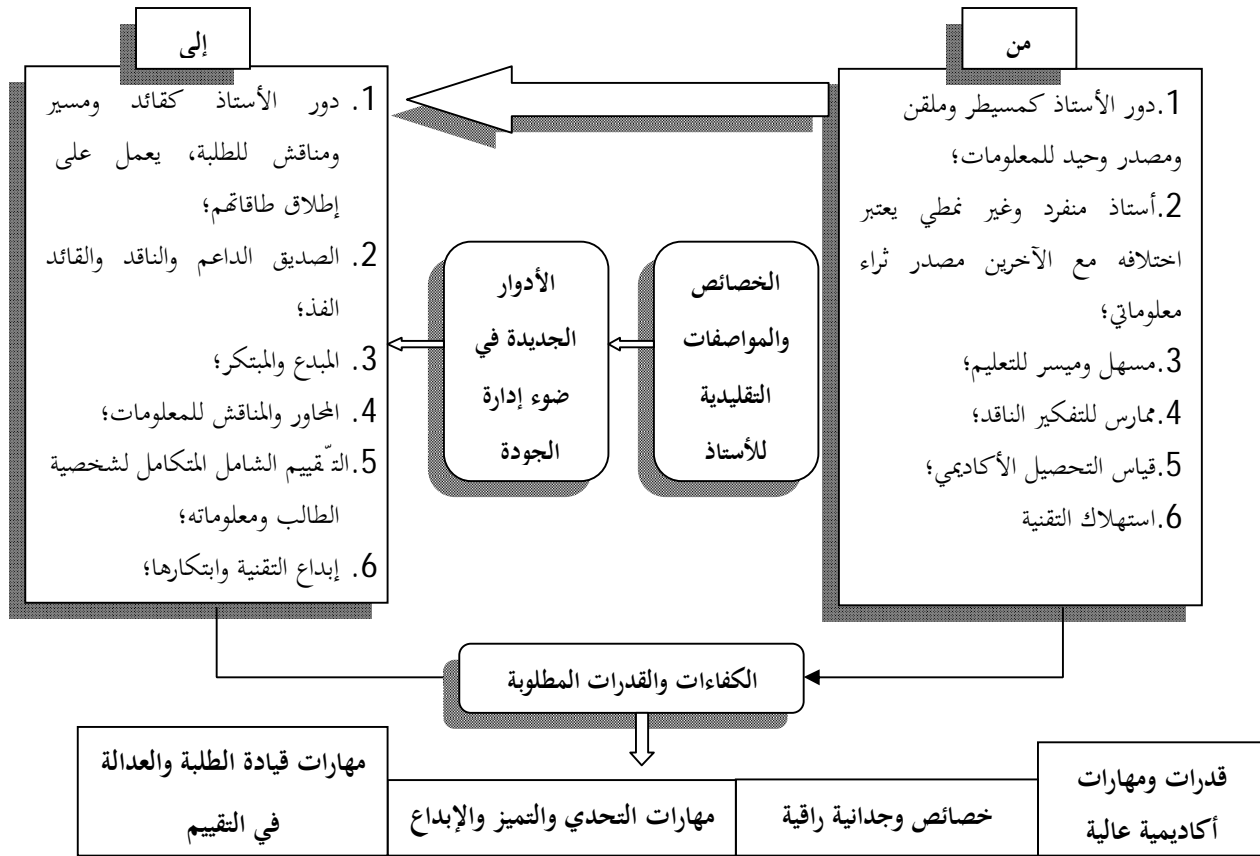 من
1.دور الأستاذ كمسيطر وملقن
ومصدر وحيد للمعلومات؛
2.أستاذ منفرد وغير نمطي يعتبر
اختلافه مع الآخرين مصدر ثراء
معلوماتي؛
3.مسهل وميسر للتعليم؛
4.ممارس للتفكير الناقد؛
5.قياس التحصيل الأكاديمي؛
6.استهلاك التقنية
إلى
1. دور الأستاذ كقائد ومسير
ومناقش للطلبة، يعمل على
إطلاق طاقاتهم؛
2. الصديق الداعم والناقد والقائد
الفذ؛
3. المبدع والمبتكر؛
4. المحاور والمناقش للمعلومات؛
5.التّقييم الشامل المتكامل لشخصية
الطالب ومعلوماته؛
6. إبداع التقنية وابتكارها؛
الخصائص
والمواصفات
التقليدية
للأستاذ
الأدوار
الجديدة في
ضوء إدارة
الجودة
الكفاءات والقدرات المطلوبة
قدرات ومهارات
أكاديمية عالية
خصائص وجدانية راقية
مهارات التحدي والتميز والإبداع
مهارات قيادة الطلبة والعدالة
في التقييم